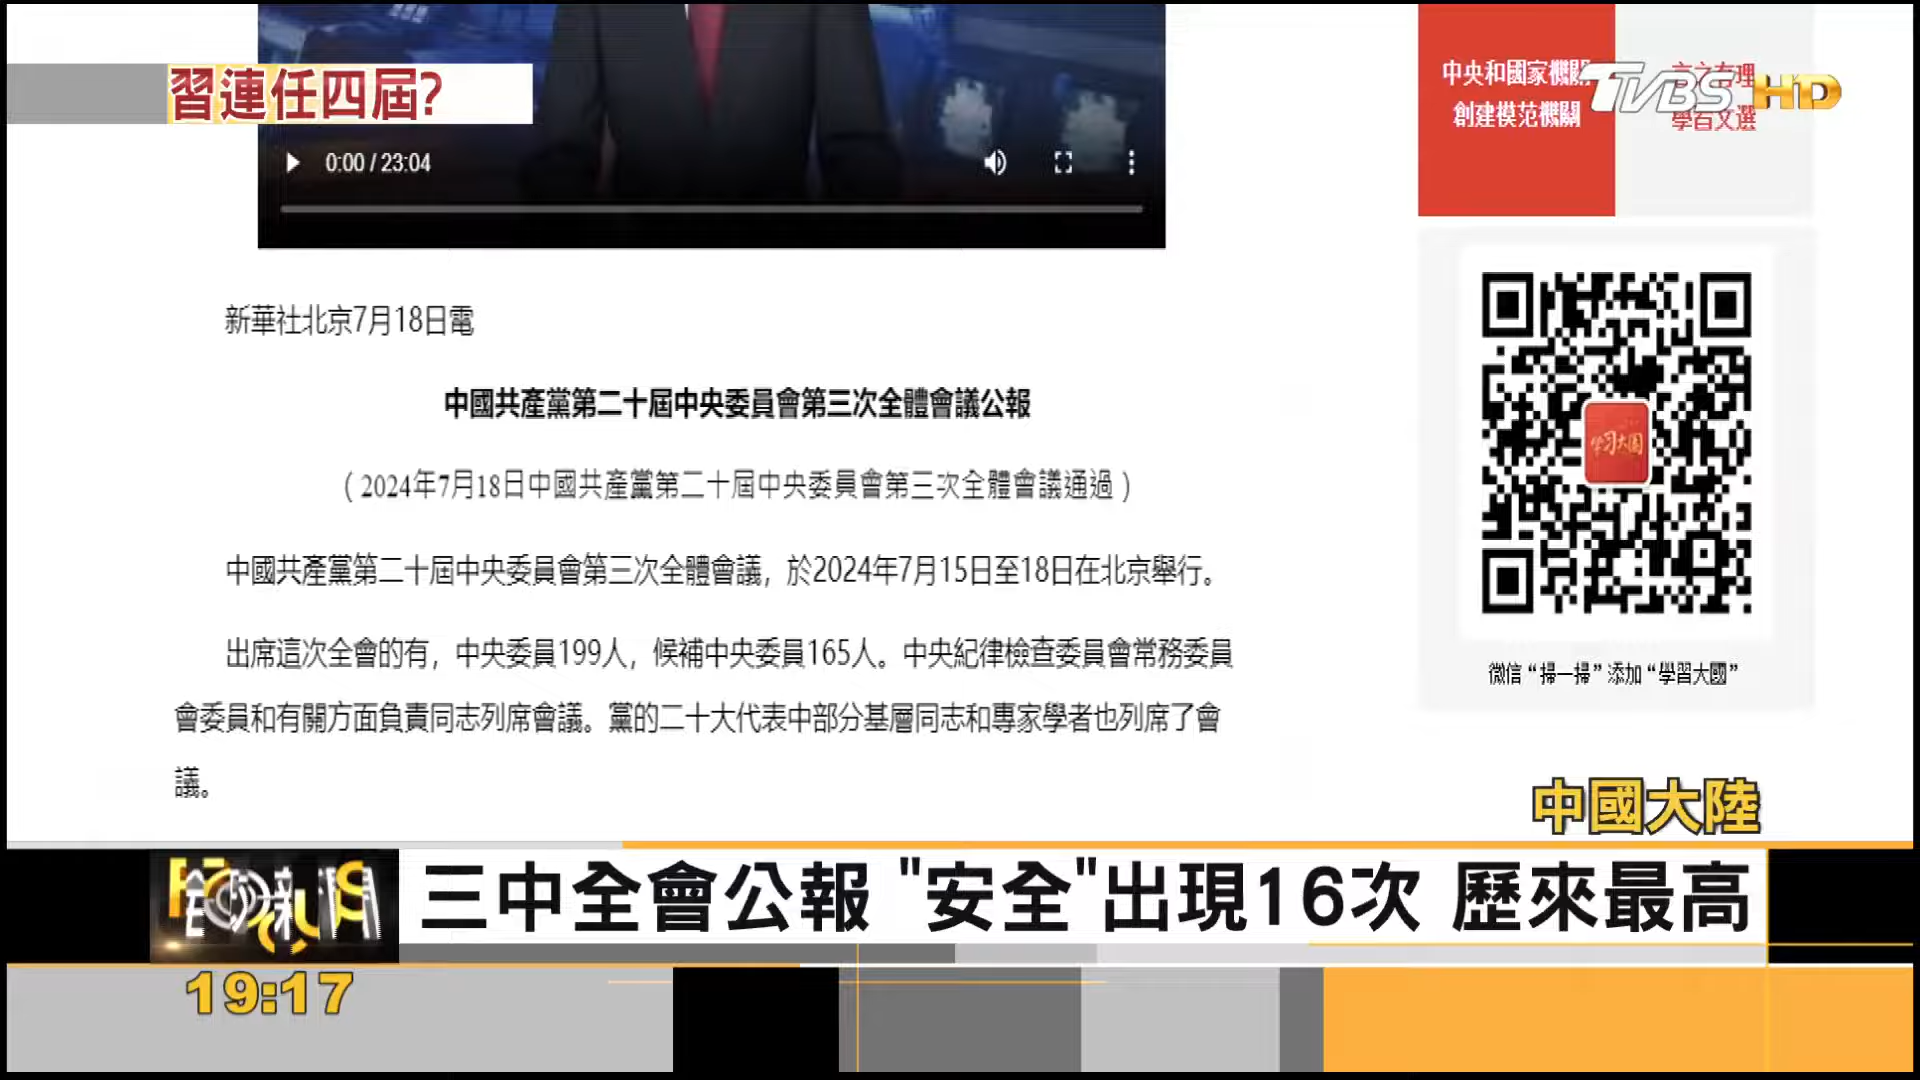 習連任四屆?
中央和國家機關
創建模范機關
TVBS HD
0:00 / 23:04
新華社北京7月18日電
中國共產黨第二十屆中央委員會第三次全體會議公報
（2024年7月18日中國共產黨第二十屆中央委員會第三次全體會議通過）
中國共產黨第二十屆中央委員會第三次全體會議，於2024年7月15日至18日在北京舉行。
出席這次全會的有，中央委員199人，候補中央委員165人。中央紀律檢查委員會常務委員
會委員和有關方面負責同志列席會議。黨的二十大代表中部分基層同志和專家學者也列席了會
議。
学习大国
微信“掃一掃”添加“學習大國”
中國大陸
三中全會公報 "安全"出現16次 歷來最高
19:17